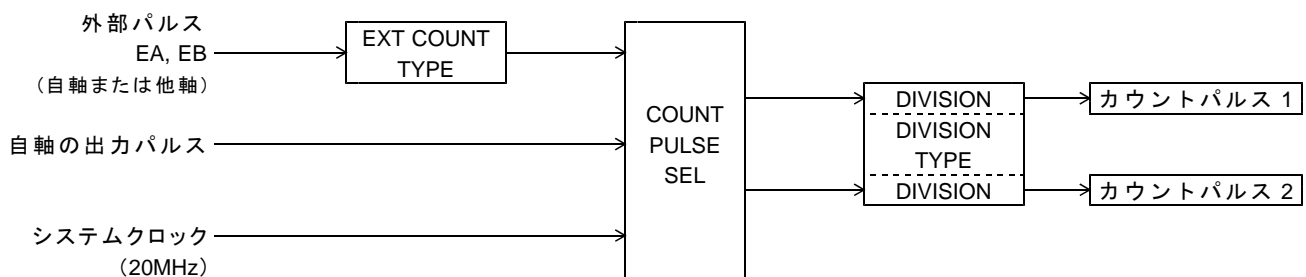 外部パルス
EA, EB
（自軸または他軸）
EXT COUNT
TYPE
自軸の出力パルス
システムクロック
（20MHz）
COUNT
PULSE
SEL
DIVISION
DIVISION
TYPE
DIVISION
カウントパルス 1
カウントパルス 2